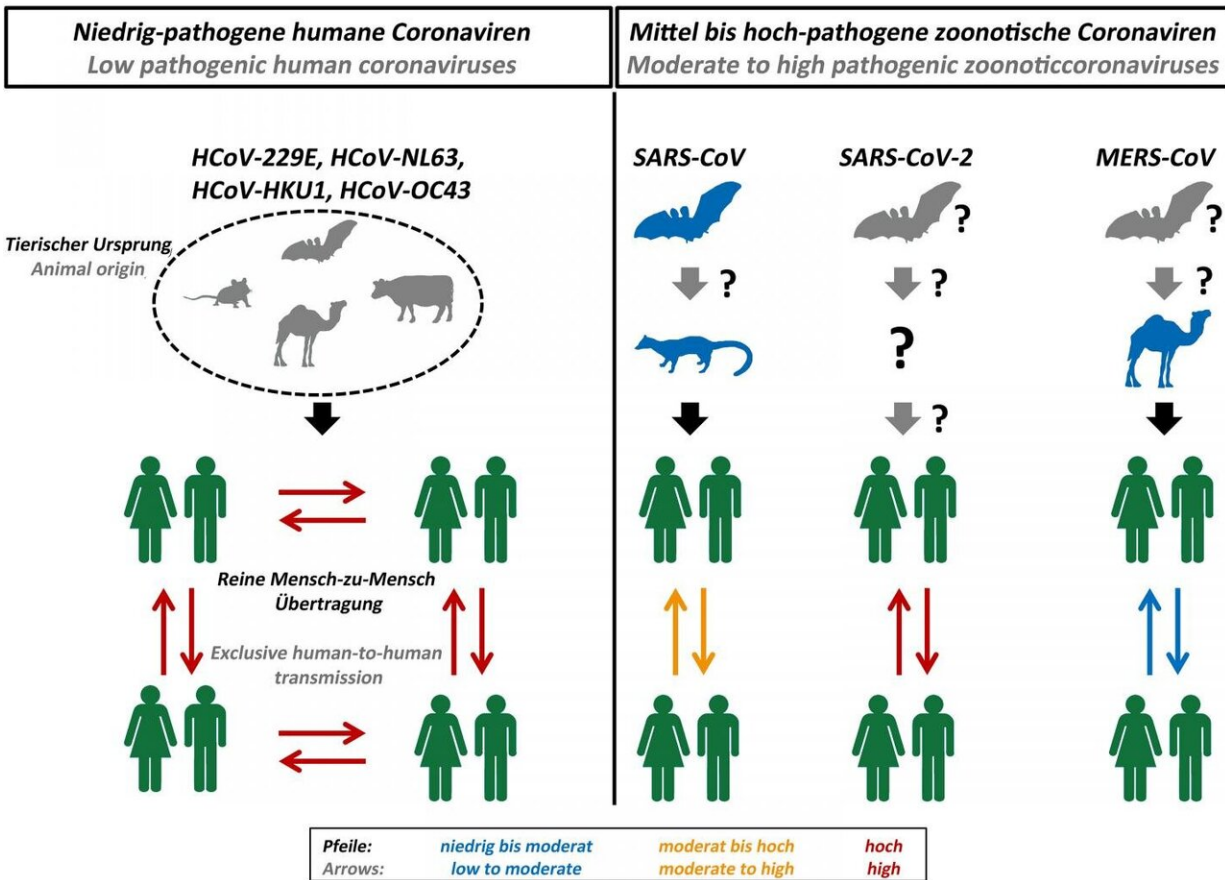 Niedrig-pathogene humane Coronaviren
Low pathogenic human coronaviruses
Mittel bis hoch-pathogene zoonotische Coronaviren
Moderate to high pathogenic zoonoticcoronaviruses
HCoV-229E, HCoV-NL63,
HCoV-HKU1, HCoV-OC43
Tierischer Ursprung
Animal origin
Reine Mensch-zu-Mensch
Übertragung
Exclusive human-to-human
transmission
SARS-CoV
?
SARS-CoV-2
?
?
?
?
MERS-CoV
?
?
Pfeile: niedrig bis moderat moderat bis hoch hoch
Arrows: low to moderate moderate to high high